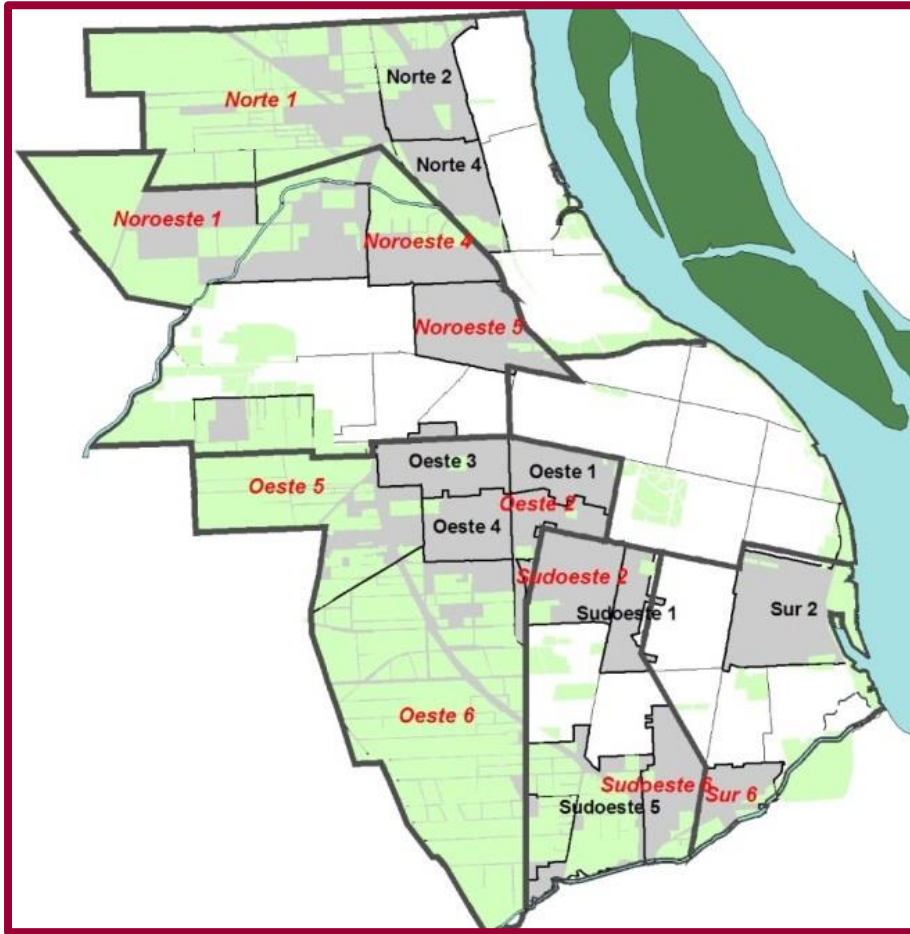 Norte 2
Norte 1
Norte 4
Noroeste 1
Noroeste 4
Noroeste 5
Oeste 3
Oeste 1
Oeste 5
Oeste 2
Oeste 4
Sudoeste 2
Sudoeste 1
Sur 2
Oeste 6
Sudoeste 6
Sur 6
Sudoeste 5